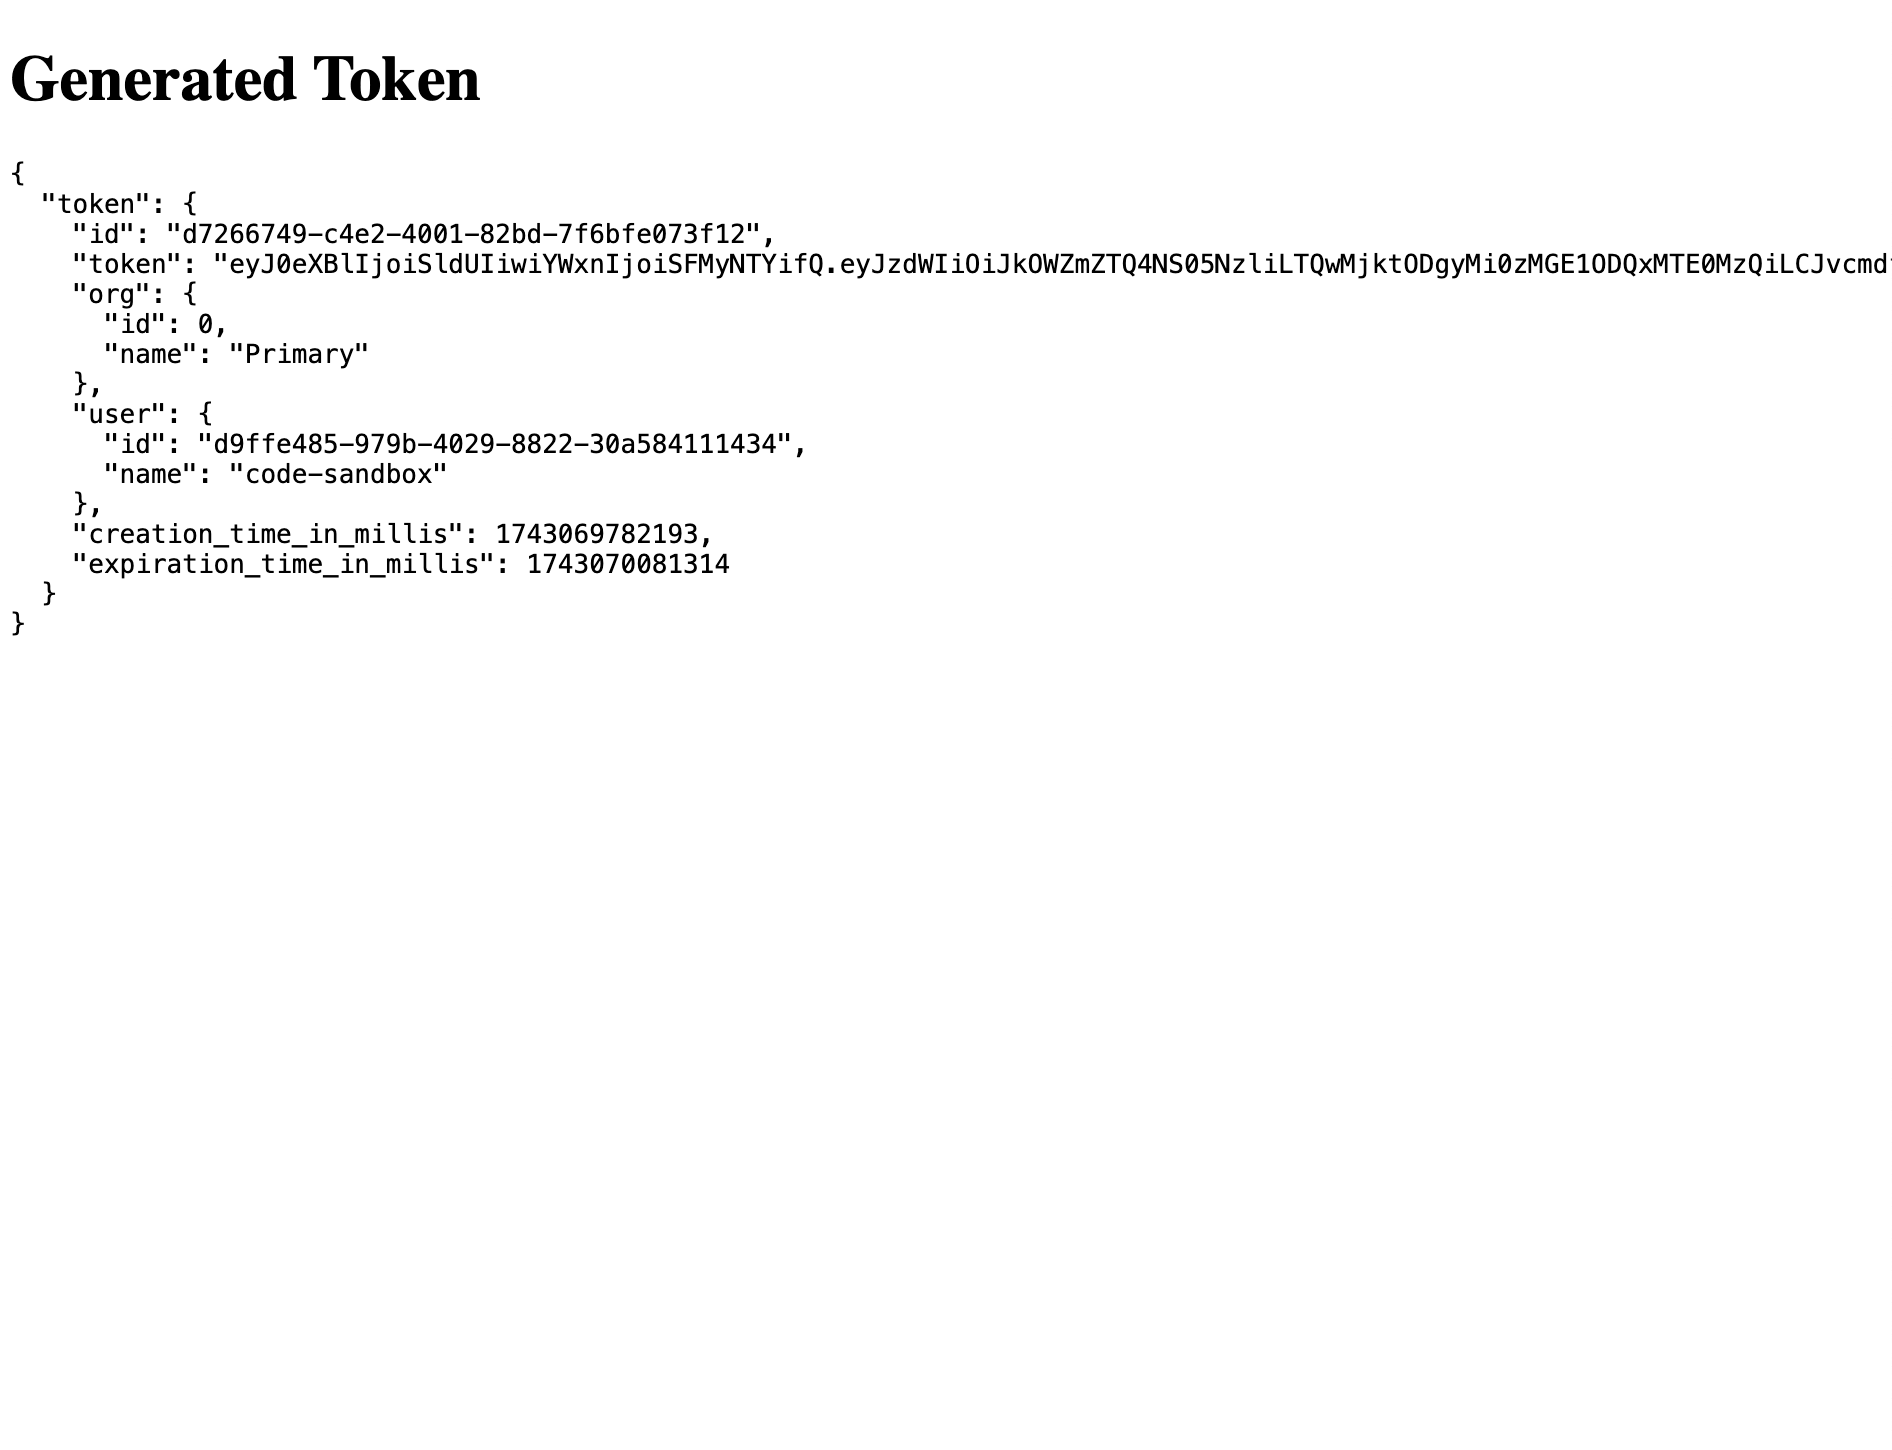 Generated Token
{
  "token": {
    "id": "d7266749-c4e2-4001-82bd-7f6bfe073f12",
    "token": "eyJ0eXBlIjoiSldUIiwiYWxnIjoiSFMyNTYifQ.eyJzdWIiOiJkOWZmZTQ4NS05NzliLTQwMjktODgyMi0zMGE1ODQxMTE0MzQiLCJvcmd
    "org": {
      "id": 0,
      "name": "Primary"
    },
    "user": {
      "id": "d9ffe485-979b-4029-8822-30a584111434",
      "name": "code-sandbox"
    },
    "creation_time_in_millis": 1743069782193,
    "expiration_time_in_millis": 1743070081314
  }
}